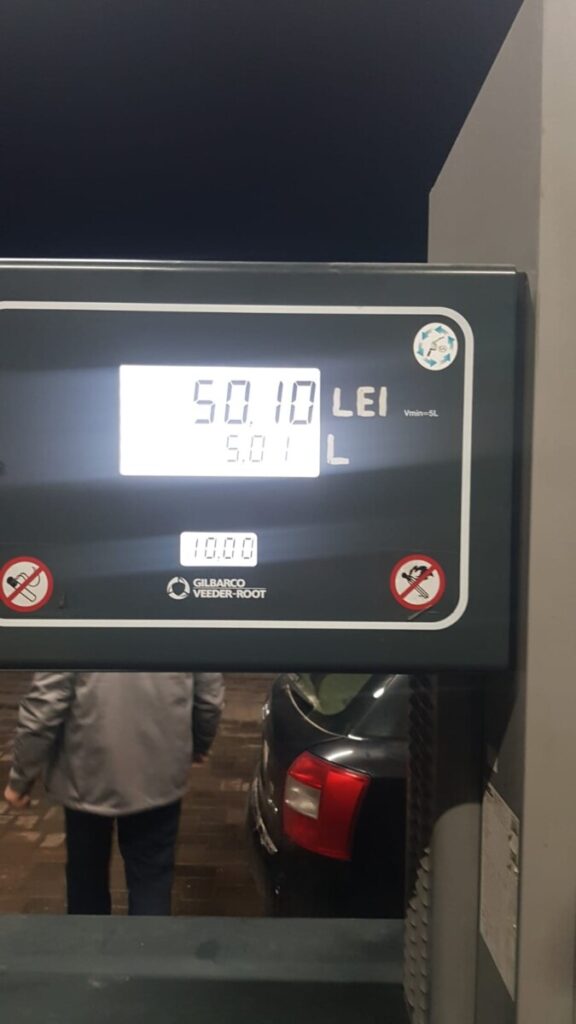 50.10 LEI
Vmin=5L
5.01 L
10.00
GILBARCO
VEEDER-ROOT